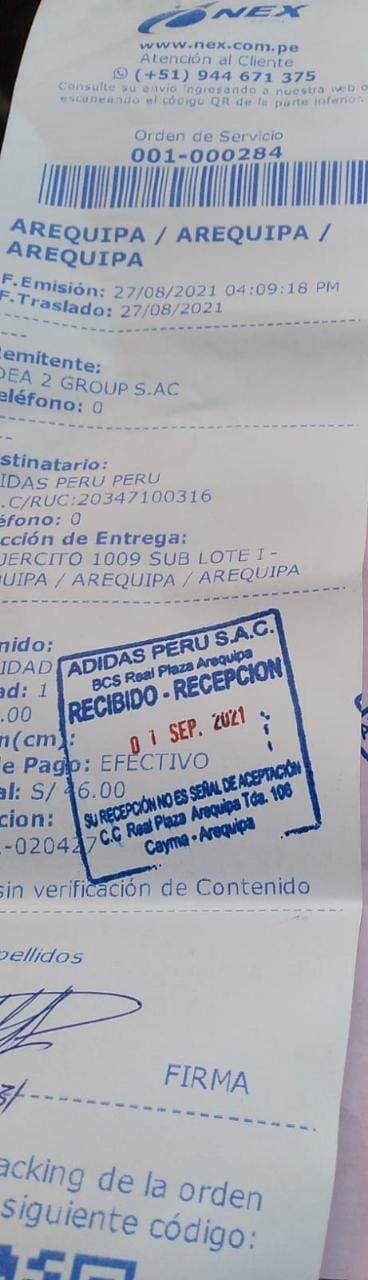 NEX
www.nex.com.pe
Atención al Cliente
(+51) 944 671 375
Consulte su envío ingresando a nuestra web o
escaneando el código QR de la parte inferior.
Orden de Servicio
001-000284
AREQUIPA / AREQUIPA /
AREQUIPA
F.Emisión: 27/08/2021 04:09:18 PM
F.Traslado: 27/08/2021
emitente:
DEA 2 GROUP S.AC
eléfono: 0
stinatario:
IDAS PERU PERU
.C/RUC:20347100316
éfono: 0
cción de Entrega:
JERCITO 1009 SUB LOTE I -
UIPA / AREQUIPA / AREQUIPA
nido:
IDAD
ad: 1
.00
n(cm):
e Pago: EFECTIVO
al: S/ 46.00
cion:
-020427
ADIDAS PERU S.A.C.
BCS Real Plaza Arequipa
RECIBIDO - RECEPCION
01 SEP. 2021
SU RECEPCIÓN NO ES SEÑAL DE ACEPTACIÓN
C.C Real Plaza Arequipa Tda. 106
Cayma - Arequipa
sin verificación de Contenido
pellidos
FIRMA
acking de la orden
siguiente código: